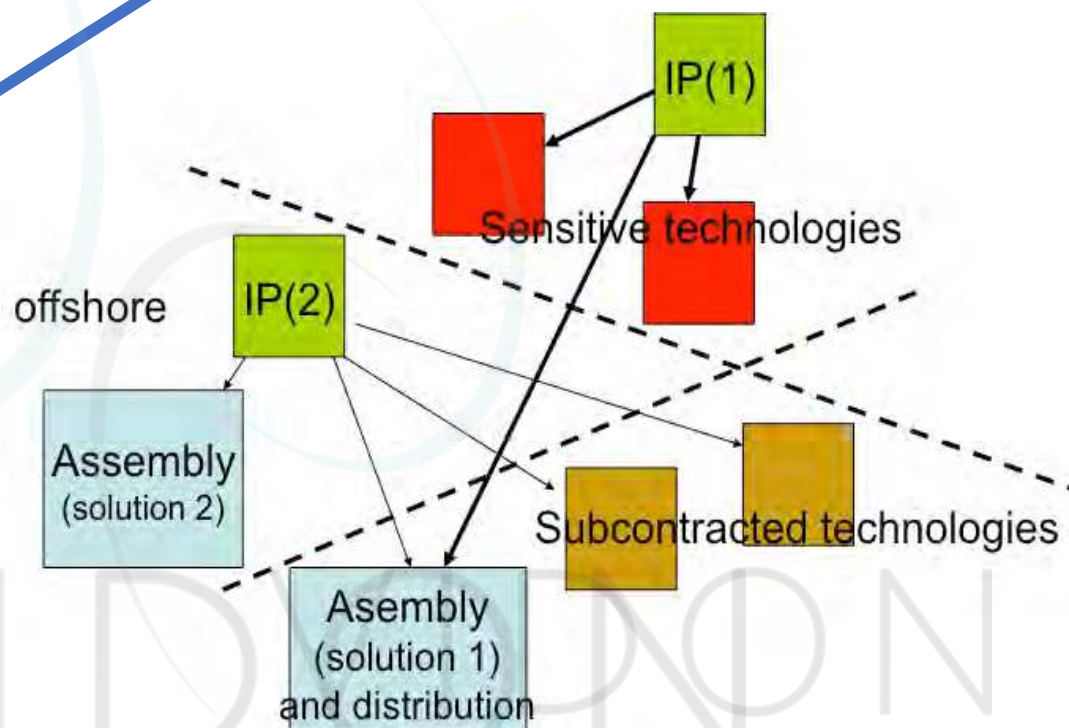 IP(1)
Sensitive technologies
IP(2)
offshore
Assembly
(solution 2)
Subcontracted technologies
Asembly
(solution 1)
and distribution